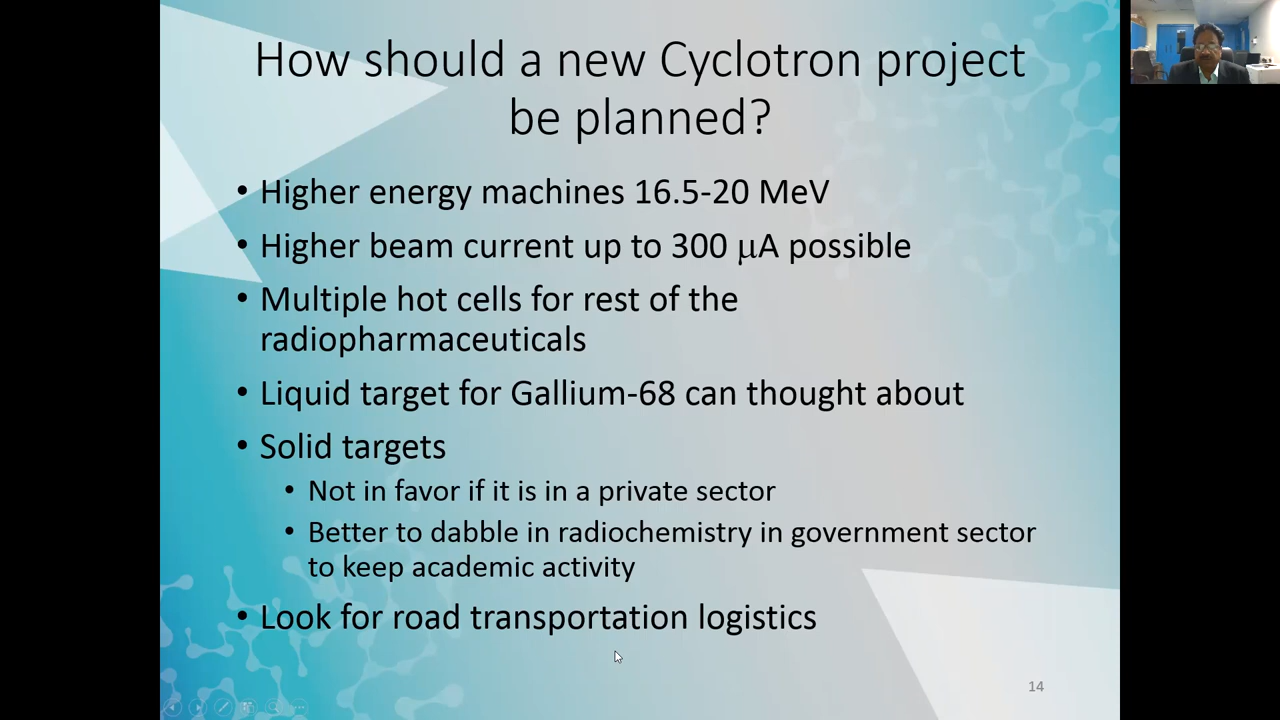 How should a new Cyclotron project
be planned?
• Higher energy machines 16.5-20 MeV
• Higher beam current up to 300 μA possible
• Multiple hot cells for rest of the
radiopharmaceuticals
• Liquid target for Gallium-68 can thought about
• Solid targets
• Not in favor if it is in a private sector
• Better to dabble in radiochemistry in government sector
to keep academic activity
• Look for road transportation logistics
14